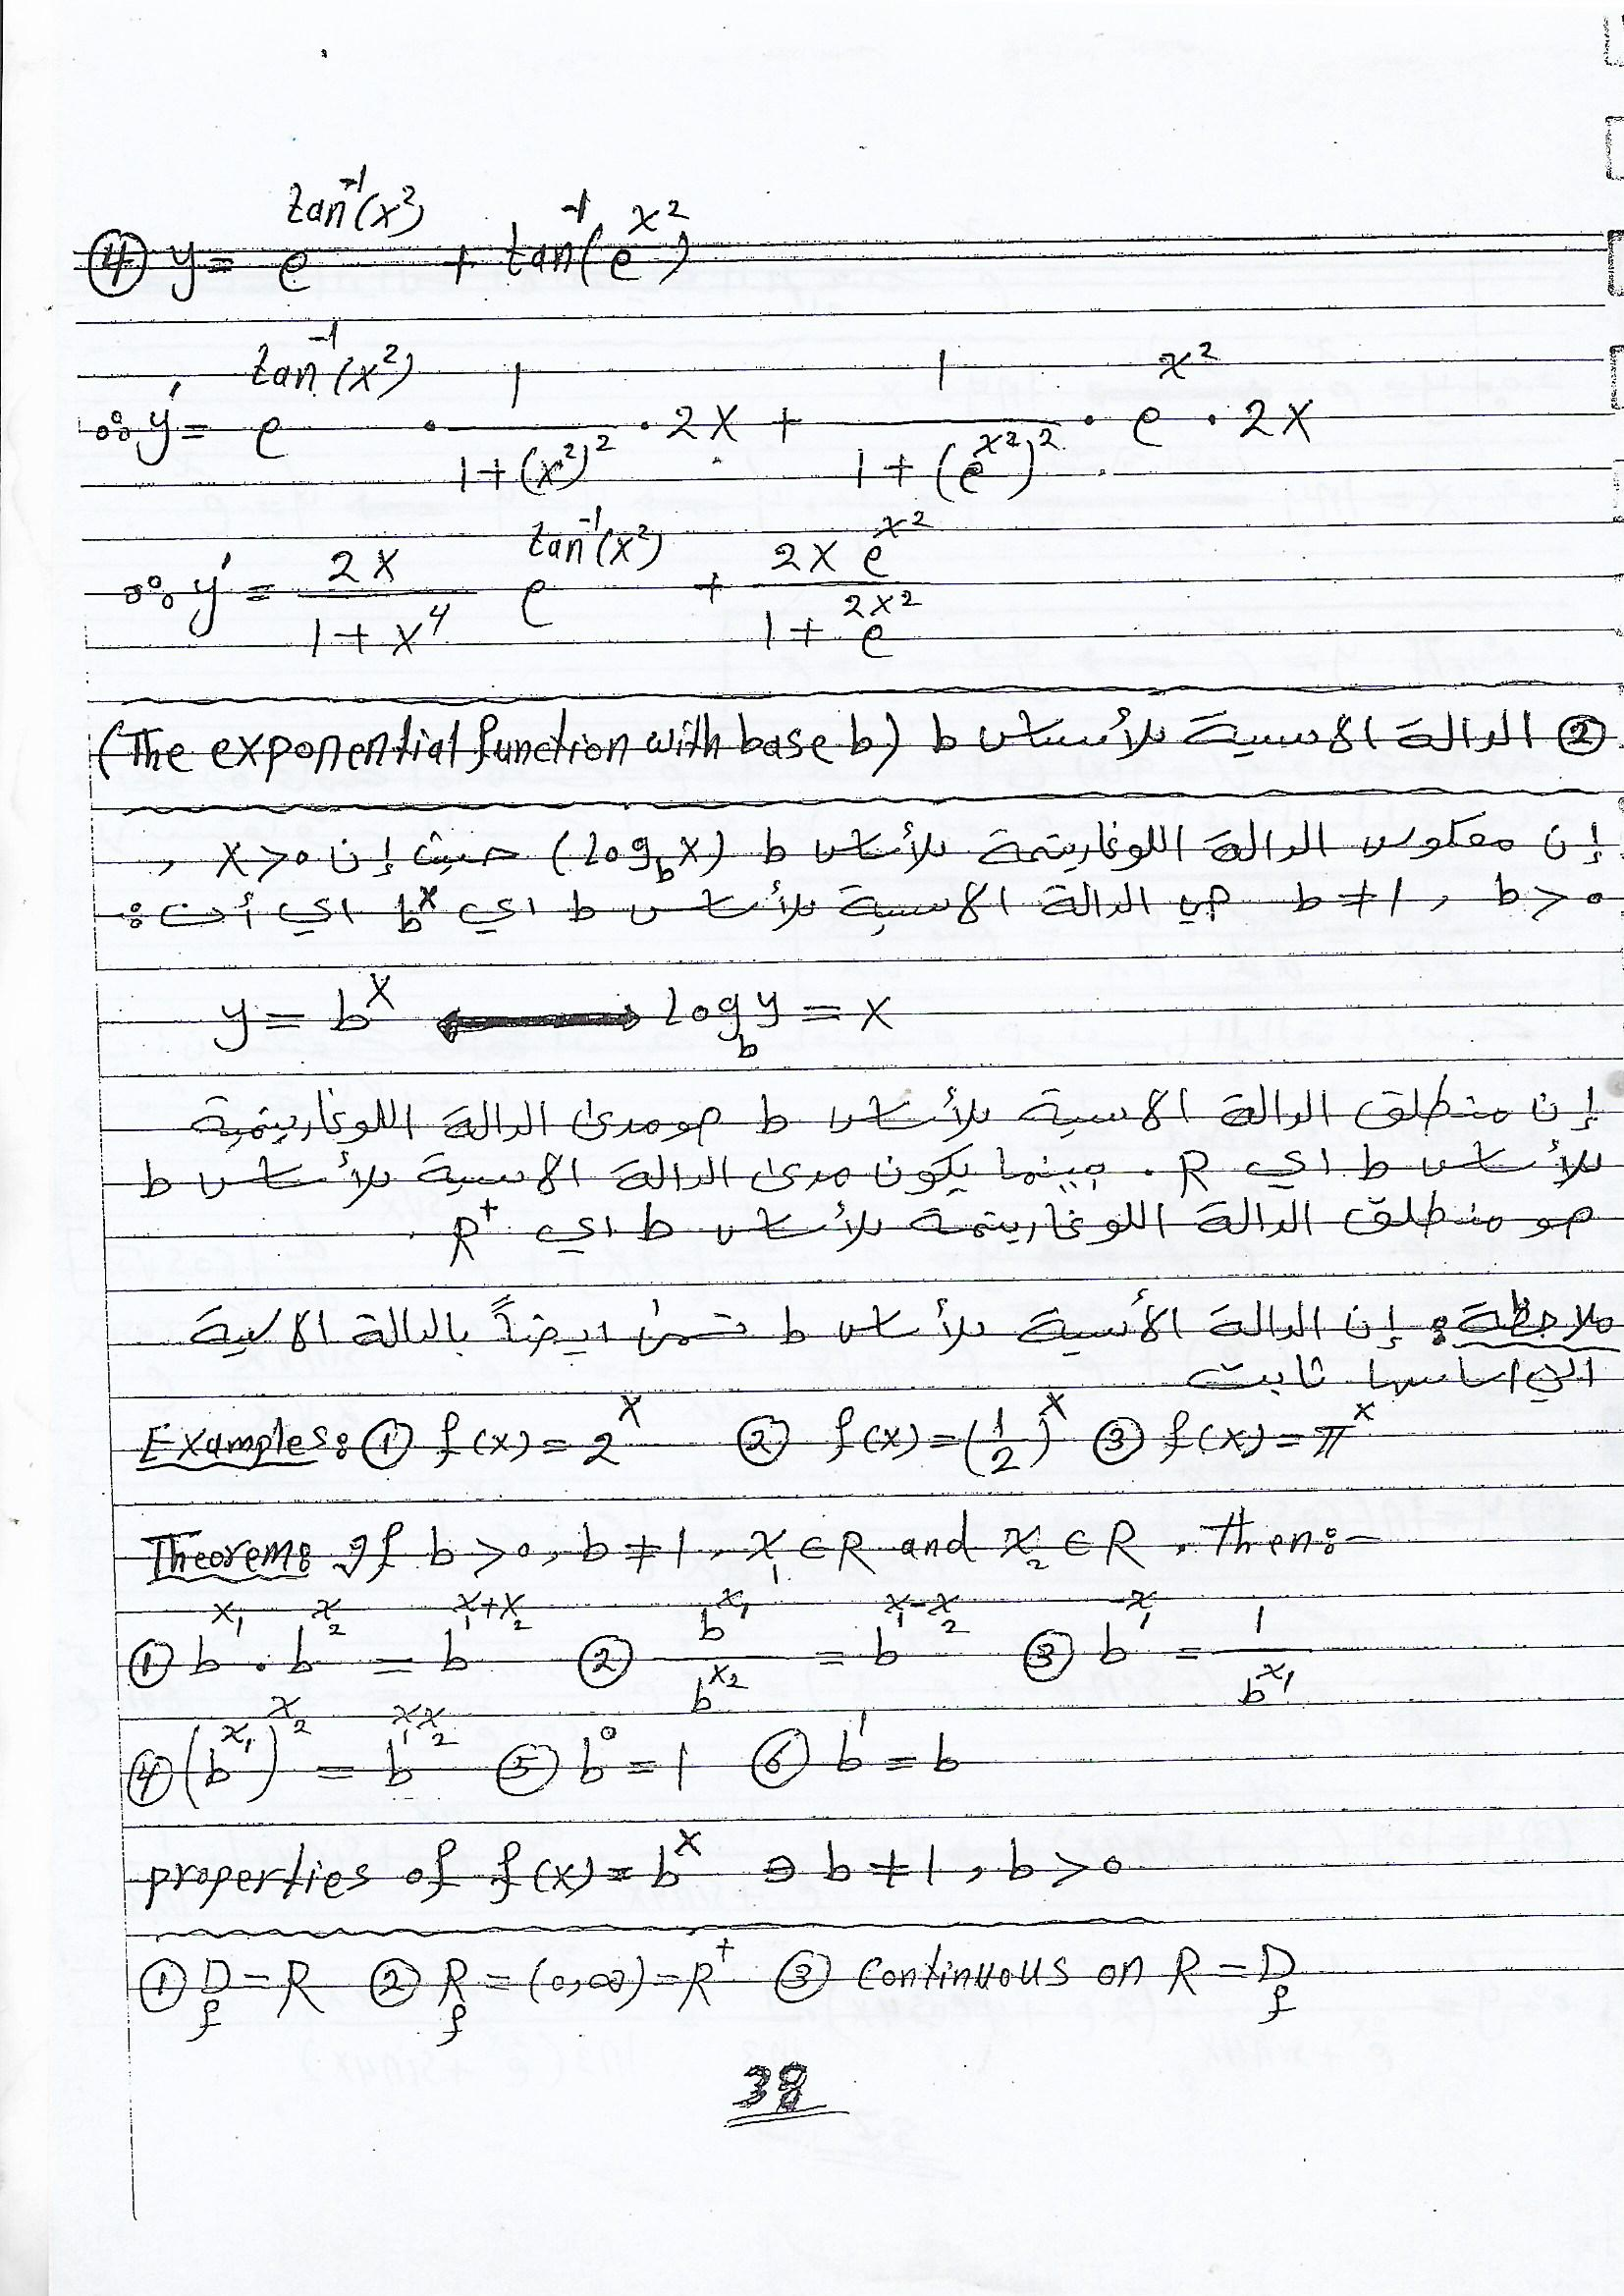 ④ y = e^{tan⁻¹(x²)} + tan⁻¹(e^{x²})
∴ y' = e^{tan⁻¹(x²)} · 1/(1+(x²)²) · 2x + 1/(1+(e^{x²})²) · e^{x²} · 2x
∴ y' = 2x/(1+x⁴) e^{tan⁻¹(x²)} + 2x e^{x²}/(1+e^{2x²})
② الدالة الاسية للأساس b (The exponential function with base b)
إن معكوس الدالة اللوغاريتمية للأساس b (log_b x) حيث إن x>0 ,
b>0 , b≠1 هي الدالة الاسية للأساس b اي b^x اي أن:
y = b^x ⟷ log_b y = x
إن منطلق الدالة الاسية للأساس b هو مدى الدالة اللوغاريتمية
للأساس b اي R . بينما يكون مدى الدالة الاسية للأساس b
هو منطلق الدالة اللوغاريتمية للأساس b اي R⁺ .
ملاحظة: إن الدالة الأسية للأساس b تسمى ايضاً بالدالة الاسية
التي اساسها ثابت
Examples: ① f(x) = 2^x ② f(x) = (1/2)^x ③ f(x) = π^x
Theorem: If b>0, b≠1, x₁∈R and x₂∈R, Then:-
① b^{x₁} . b^{x₂} = b^{x₁+x₂} ② b^{x₁}/b^{x₂} = b^{x₁-x₂} ③ b^{-x₁} = 1/b^{x₁}
④ (b^{x₁})^{x₂} = b^{x₁x₂} ⑤ b⁰ = 1 ⑥ b¹ = b
properties of f(x) = b^x ∋ b≠1, b>0
① D_f = R ② R_f = (0,∞) = R⁺ ③ Continuous on R = D_f
38